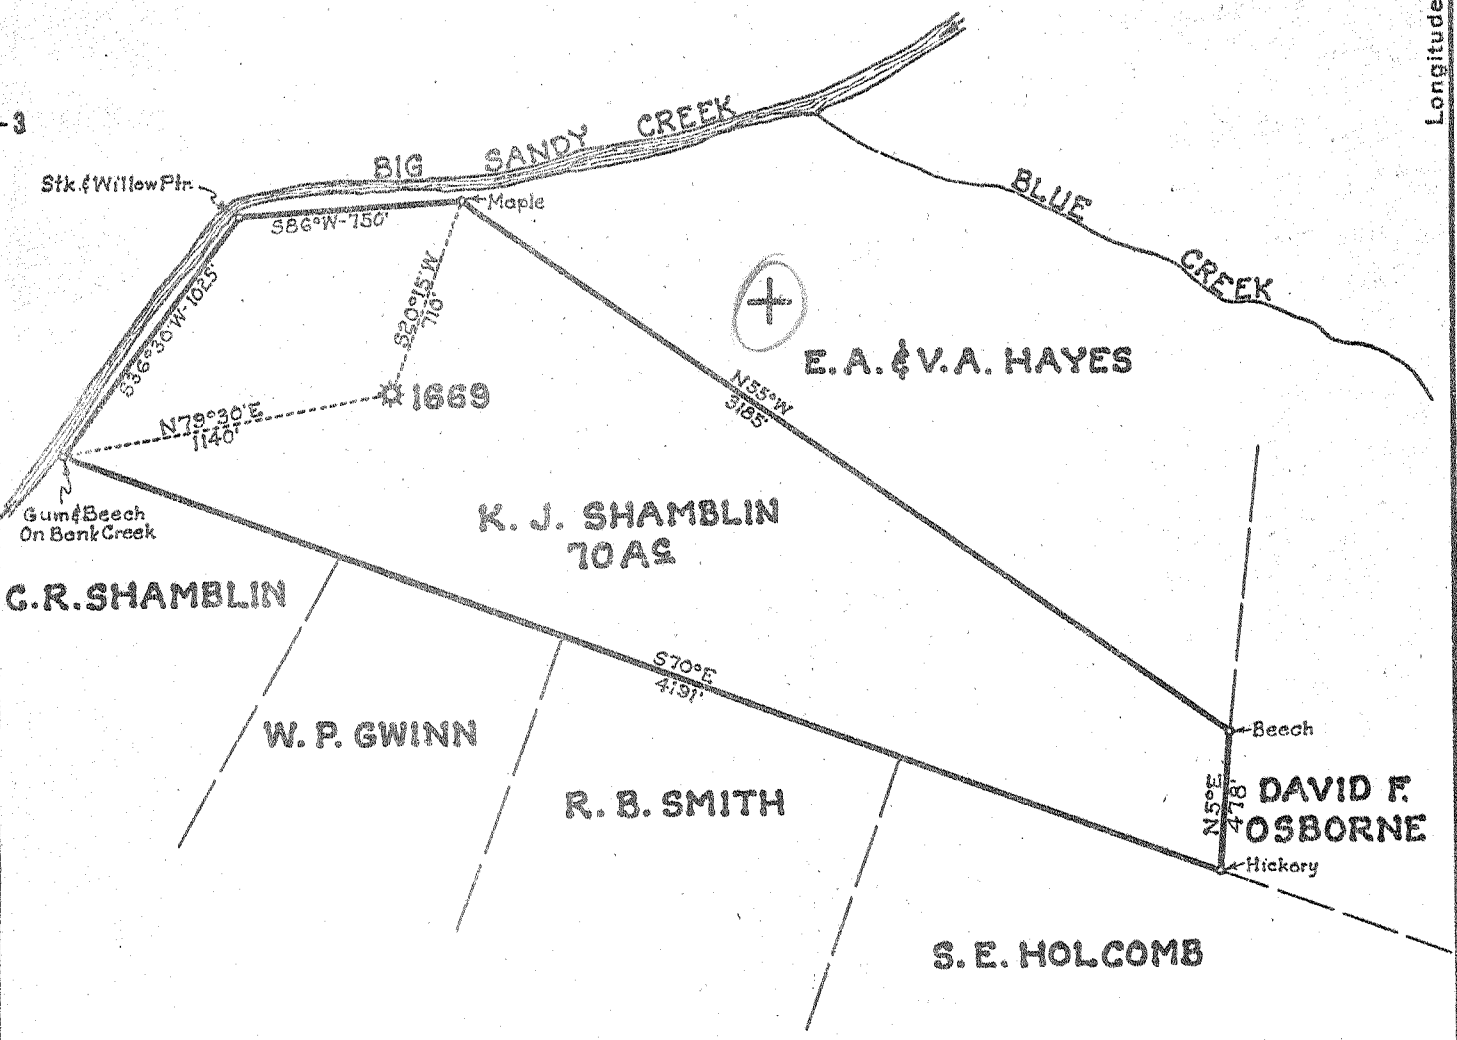 Longitude
-3
BIG SANDY CREEK
Stk. & Willow Ptr.
Maple
S86°W-750'
BLUE CREEK
S20°15'W
710'
S36°30'W-1025'
E.A. & V.A. HAYES
N55°W
3185'
1669
N79°30'E
1140'
K. J. SHAMBLIN
70 Ac
Gum & Beech
On Bank Creek
C.R. SHAMBLIN
S70°E
4191'
W. P. GWINN
Beech
R. B. SMITH
N5°E
478'
DAVID F.
OSBORNE
Hickory
S. E. HOLCOMB